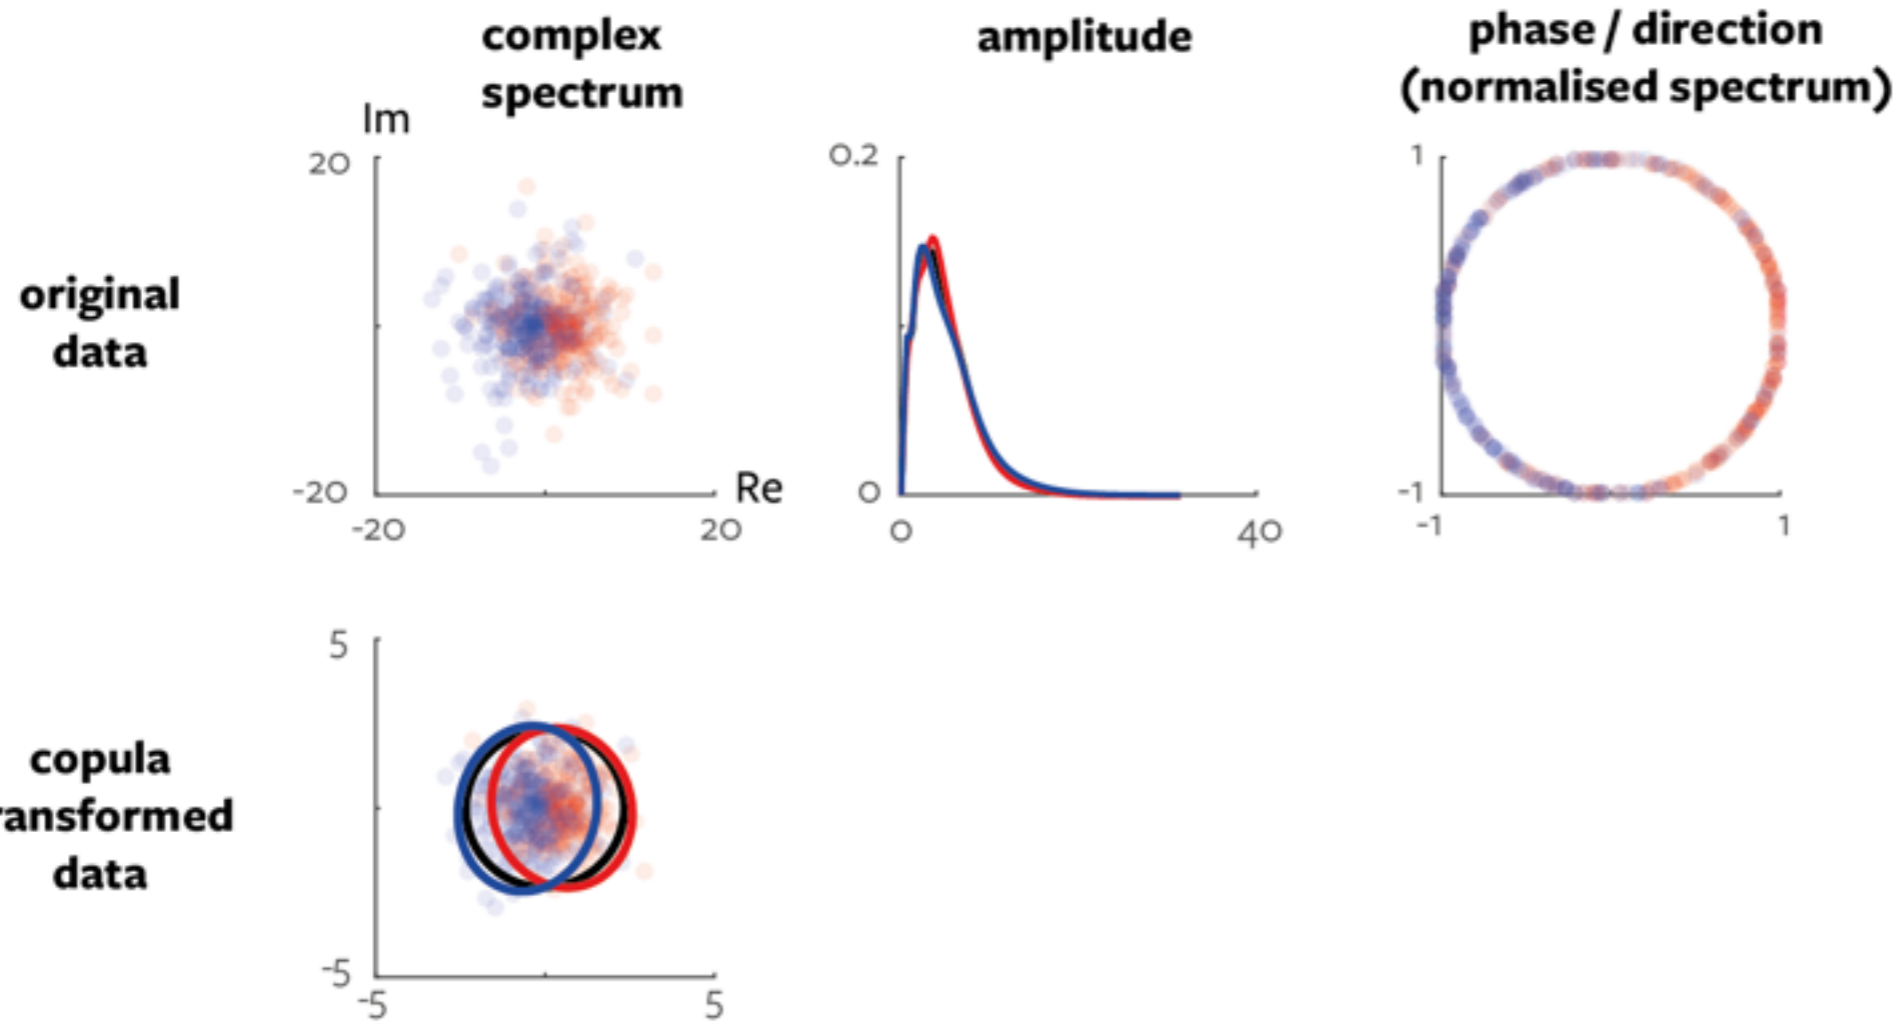 complex
spectrum
amplitude
phase / direction
(normalised spectrum)
original
data
Im
20
-20
-20
20
Re
0.2
0
0
40
1
-1
-1
1
copula
ransformed
data
5
-5
-5
5